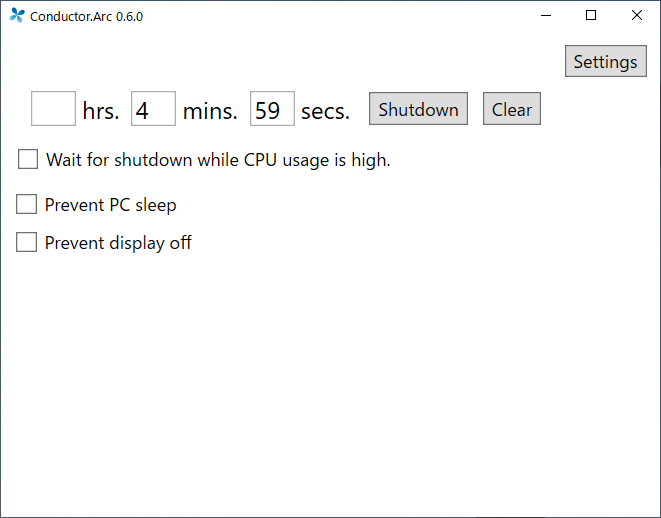 Conductor.Arc 0.6.0
Settings
hrs. 4 mins. 59 secs. Shutdown Clear
Wait for shutdown while CPU usage is high.
Prevent PC sleep
Prevent display off